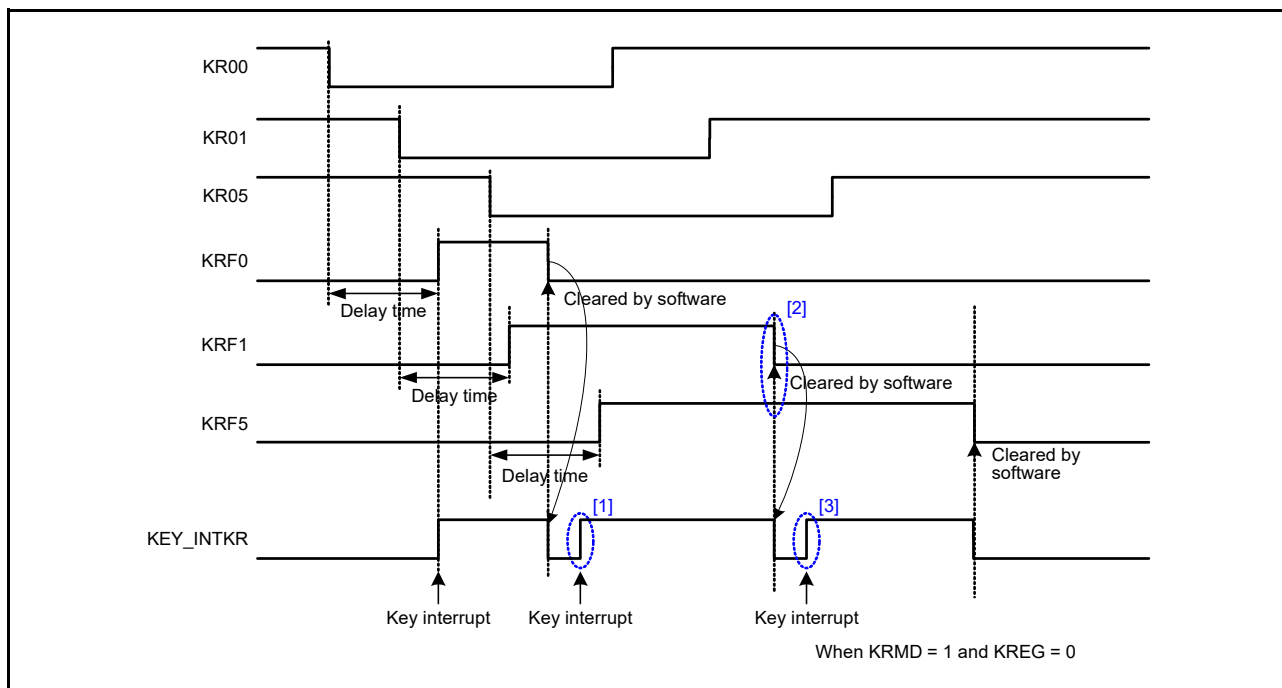 KR00
KR01
KR05
KRF0
Cleared by software
Delay time
[2]
KRF1
Cleared by software
Delay time
KRF5
Cleared by
software
Delay time
[1]
[3]
KEY_INTKR
Key interrupt
Key interrupt
Key interrupt
When KRMD = 1 and KREG = 0